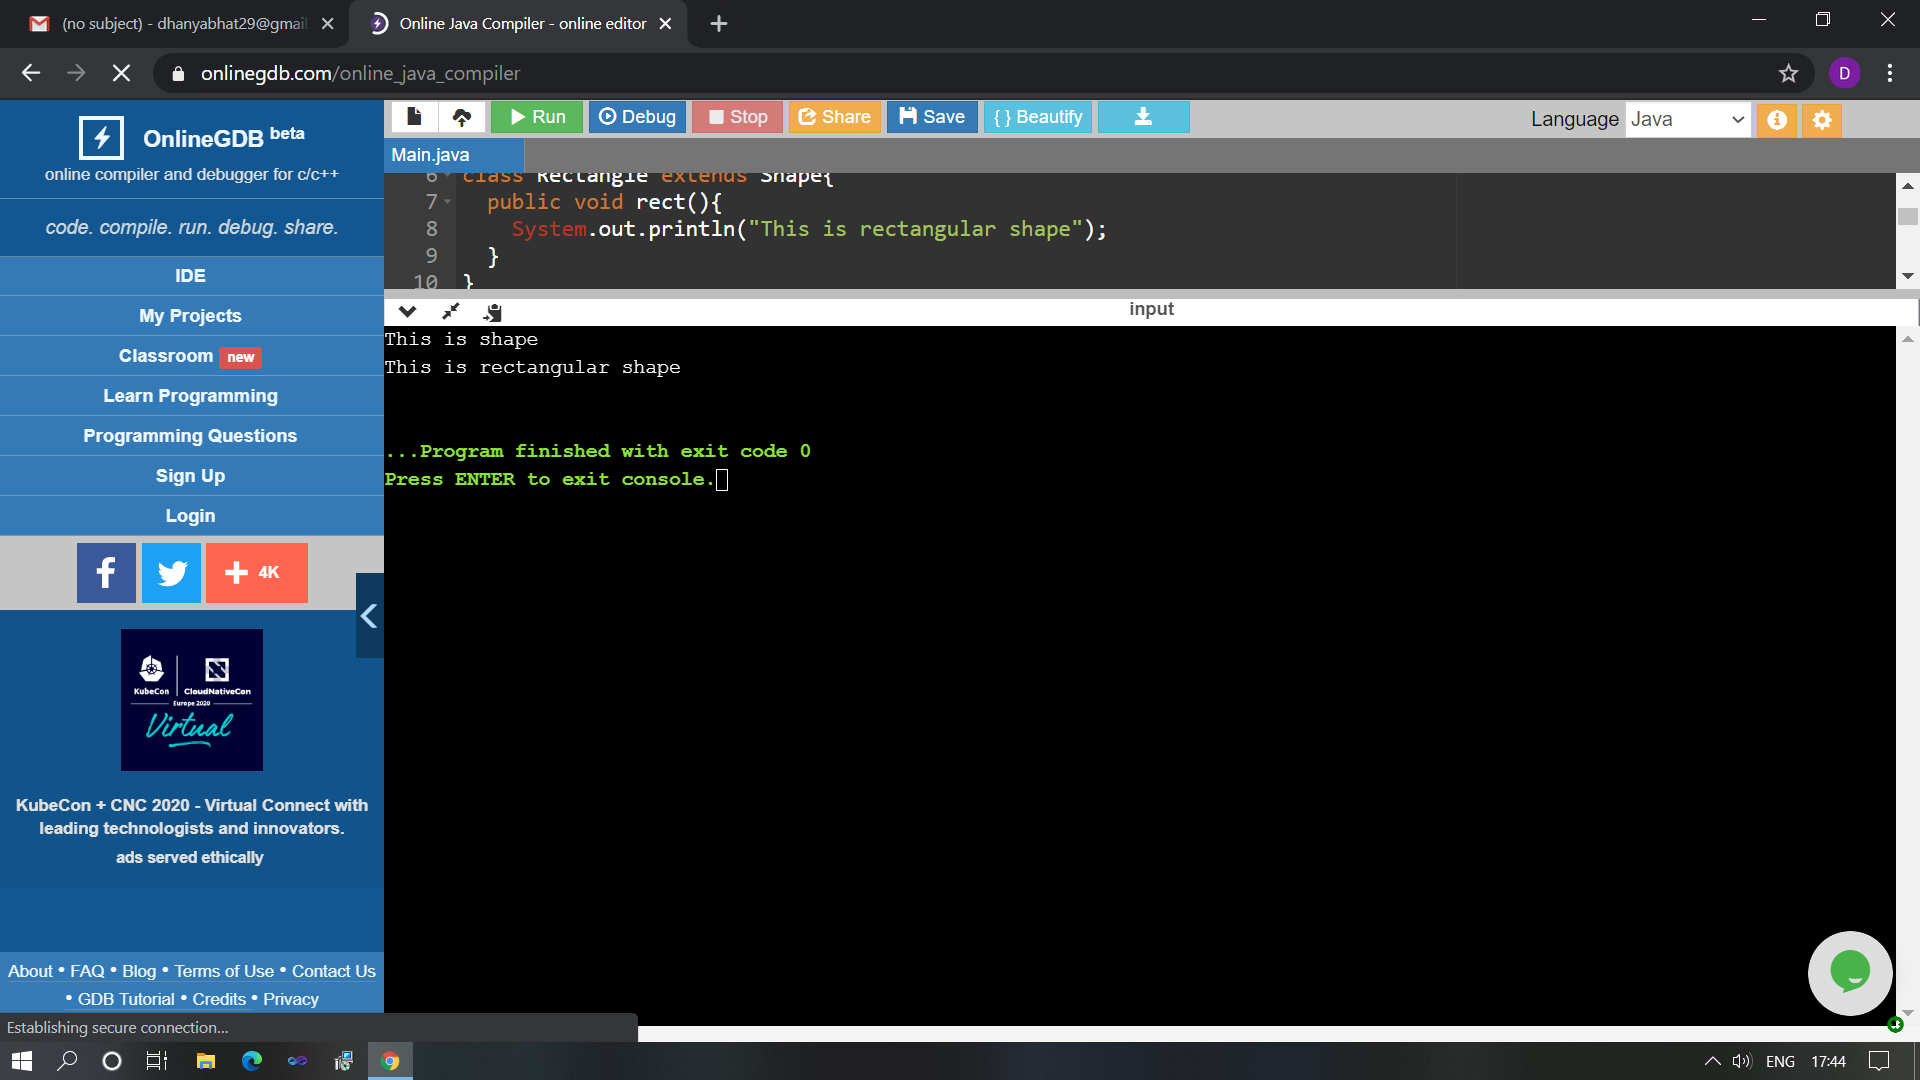 (no subject) - dhanyabhat29@gmail
Online Java Compiler - online editor
onlinegdb.com/online_java_compiler
D
OnlineGDB beta
online compiler and debugger for c/c++
code. compile. run. debug. share.
IDE
My Projects
Classroom new
Learn Programming
Programming Questions
Sign Up
Login
f
4K
KubeCon
CloudNativeCon
Europe 2020
Virtual
KubeCon + CNC 2020 - Virtual Connect with
leading technologists and innovators.
ads served ethically
About • FAQ • Blog • Terms of Use • Contact Us
• GDB Tutorial • Credits • Privacy
Run Debug Stop Share Save { } Beautify
Language Java
Main.java
6 class Rectangle extends Shape{
7 public void rect(){
8 System.out.println("This is rectangular shape");
9 }
10 }
input
This is shape
This is rectangular shape
...Program finished with exit code 0
Press ENTER to exit console.
Establishing secure connection...
ENG 17:44